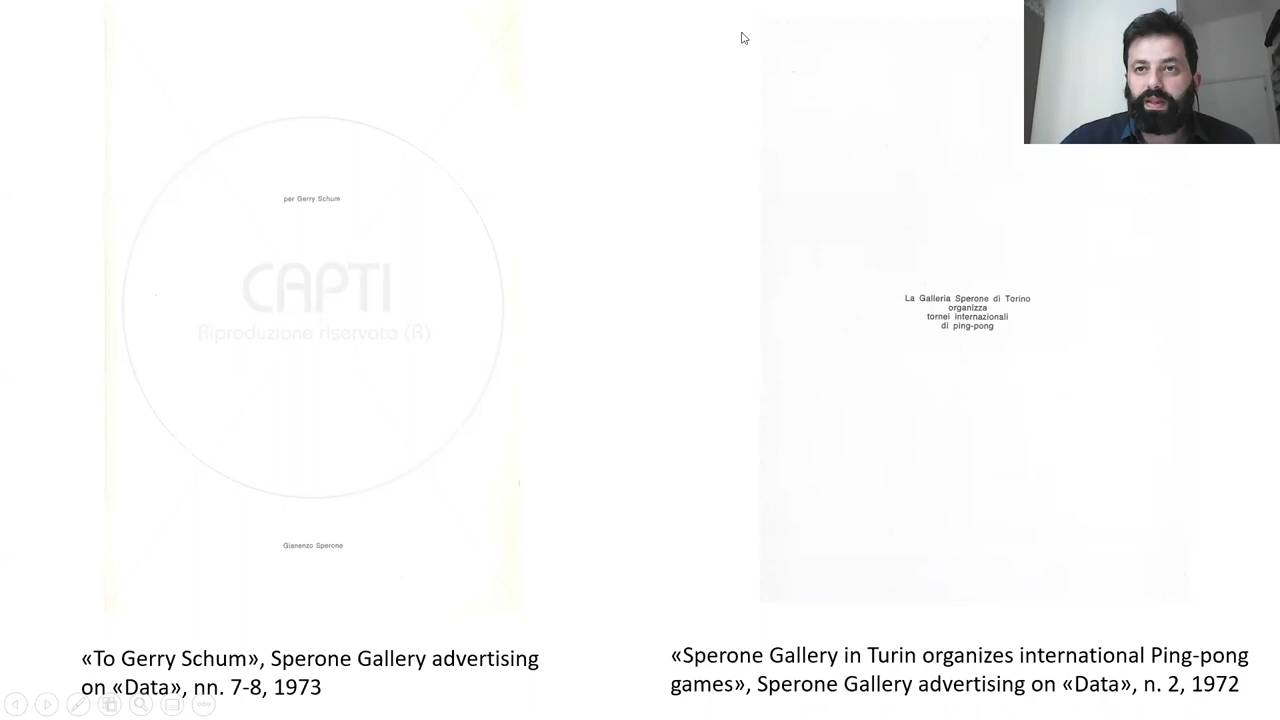 per Gerry Schum
CAPTI
Riproduzione riservata (R)
Gianenzo Sperone
«To Gerry Schum», Sperone Gallery advertising
on «Data», nn. 7-8, 1973
La Galleria Sperone di Torino
organizza
tornei internazionali
di ping-pong
«Sperone Gallery in Turin organizes international Ping-pong
games», Sperone Gallery advertising on «Data», n. 2, 1972